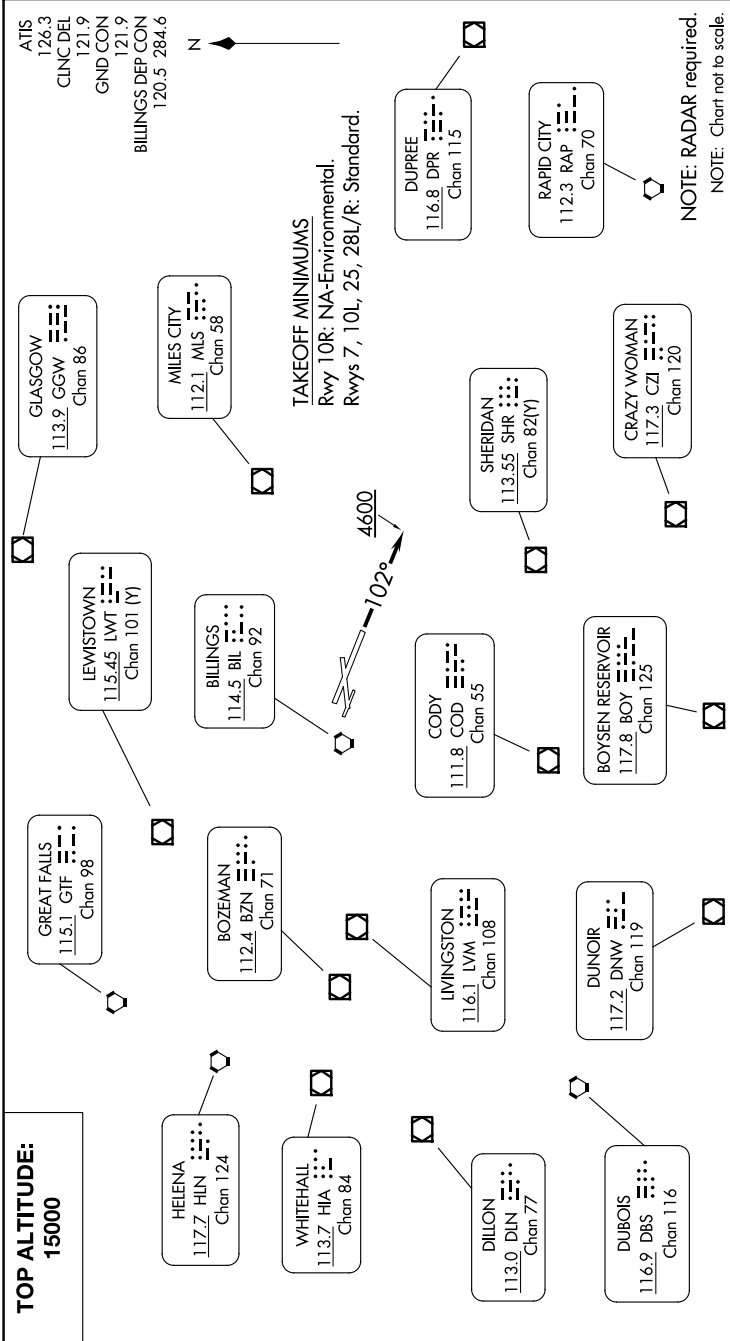 TOP ALTITUDE:
15000
ATIS
126.3
CLNC DEL
121.9
GND CON
121.9
BILLINGS DEP CON
120.5 284.6
N
GREAT FALLS
115.1 GTF
Chan 98
GLASGOW
113.9 GGW
Chan 86
LEWISTOWN
115.45 LWT
Chan 101 (Y)
MILES CITY
112.1 MLS
Chan 58
HELENA
117.7 HLN
Chan 124
BOZEMAN
112.4 BZN
Chan 71
BILLINGS
114.5 BIL
Chan 92
TAKEOFF MINIMUMS
Rwy 10R: NA-Environmental.
Rwys 7, 10L, 25, 28L/R: Standard.
WHITEHALL
113.7 HIA
Chan 84
102°
4600
DUPREE
116.8 DPR
Chan 115
LIVINGSTON
116.1 LVM
Chan 108
CODY
111.8 COD
Chan 55
SHERIDAN
113.55 SHR
Chan 82(Y)
RAPID CITY
112.3 RAP
Chan 70
DILLON
113.0 DLN
Chan 77
DUNOIR
117.2 DNW
Chan 119
BOYSEN RESERVOIR
117.8 BOY
Chan 125
CRAZY WOMAN
117.3 CZI
Chan 120
DUBOIS
116.9 DBS
Chan 116
NOTE: RADAR required.
NOTE: Chart not to scale.